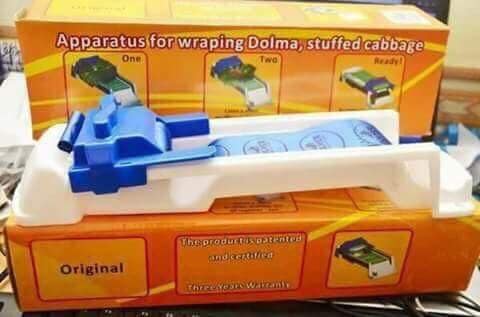 Original
Apparatus for wraping Dolma, stuffed cabbage
One
Two
Ready!
Original
The product is patented
and certified
Three Years Warranty